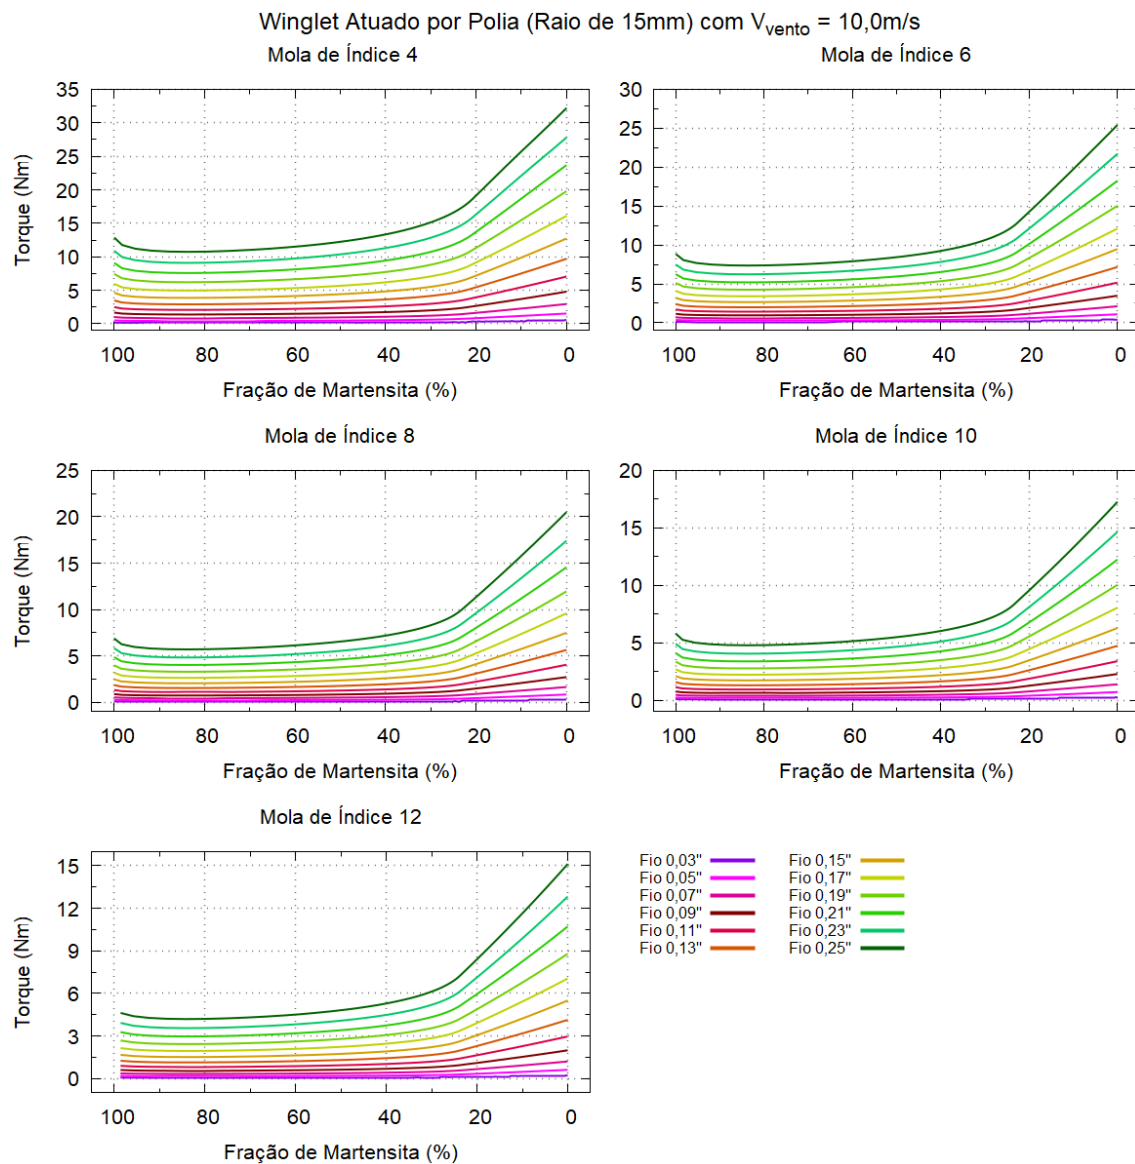 Winglet Atuado por Polia (Raio de 15mm) com Vvento = 10,0m/s
Mola de Índice 4
Torque (Nm)
35
30
25
20
15
10
5
0
100 80 60 40 20 0
Fração de Martensita (%)
Mola de Índice 6
30
25
20
15
10
5
0
100 80 60 40 20 0
Fração de Martensita (%)
Mola de Índice 8
Torque (Nm)
25
20
15
10
5
0
100 80 60 40 20 0
Fração de Martensita (%)
Mola de Índice 10
20
15
10
5
0
100 80 60 40 20 0
Fração de Martensita (%)
Mola de Índice 12
Torque (Nm)
15
12
9
6
3
0
100 80 60 40 20 0
Fração de Martensita (%)
Fio 0,03" Fio 0,15"
Fio 0,05" Fio 0,17"
Fio 0,07" Fio 0,19"
Fio 0,09" Fio 0,21"
Fio 0,11" Fio 0,23"
Fio 0,13" Fio 0,25"